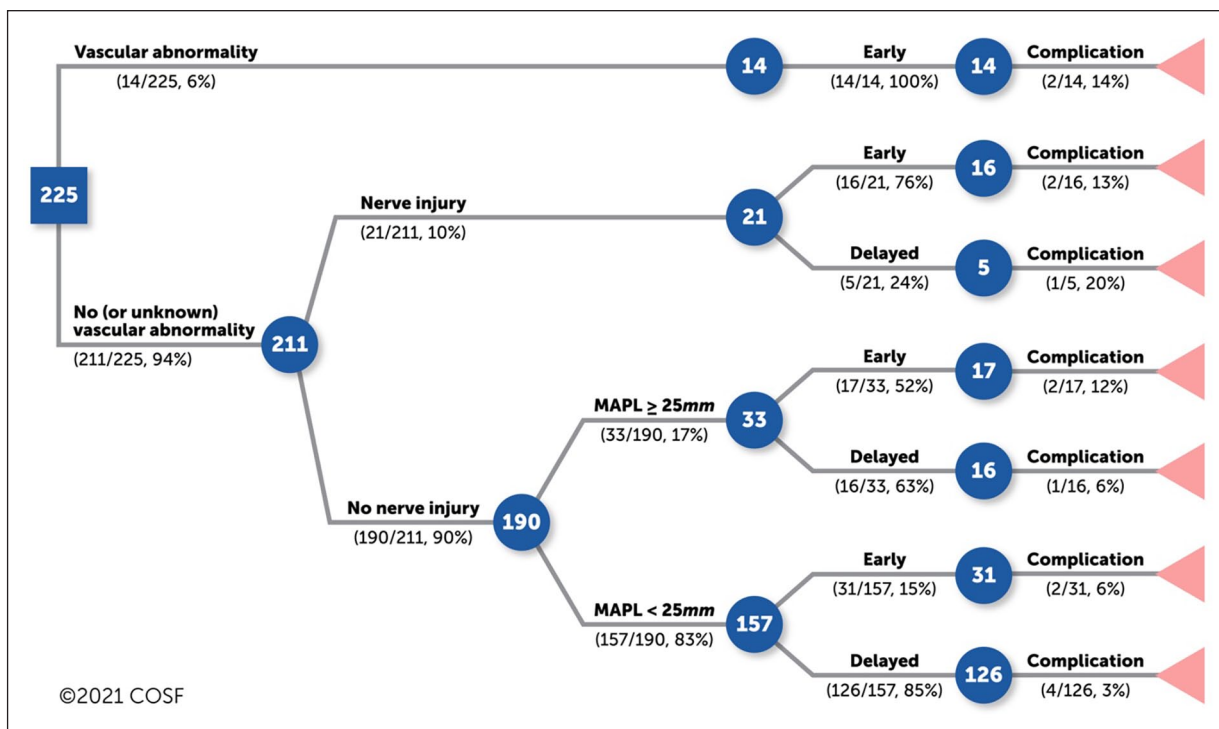 Vascular abnormality
(14/225, 6%)
14
Early
(14/14, 100%)
14
Complication
(2/14, 14%)
225
Nerve injury
(21/211, 10%)
21
Early
(16/21, 76%)
16
Complication
(2/16, 13%)
Delayed
(5/21, 24%)
5
Complication
(1/5, 20%)
No (or unknown)
vascular abnormality
(211/225, 94%)
211
MAPL ≥ 25mm
(33/190, 17%)
33
Early
(17/33, 52%)
17
Complication
(2/17, 12%)
Delayed
(16/33, 63%)
16
Complication
(1/16, 6%)
No nerve injury
(190/211, 90%)
190
MAPL < 25mm
(157/190, 83%)
157
Early
(31/157, 15%)
31
Complication
(2/31, 6%)
Delayed
(126/157, 85%)
126
Complication
(4/126, 3%)
©2021 COSF